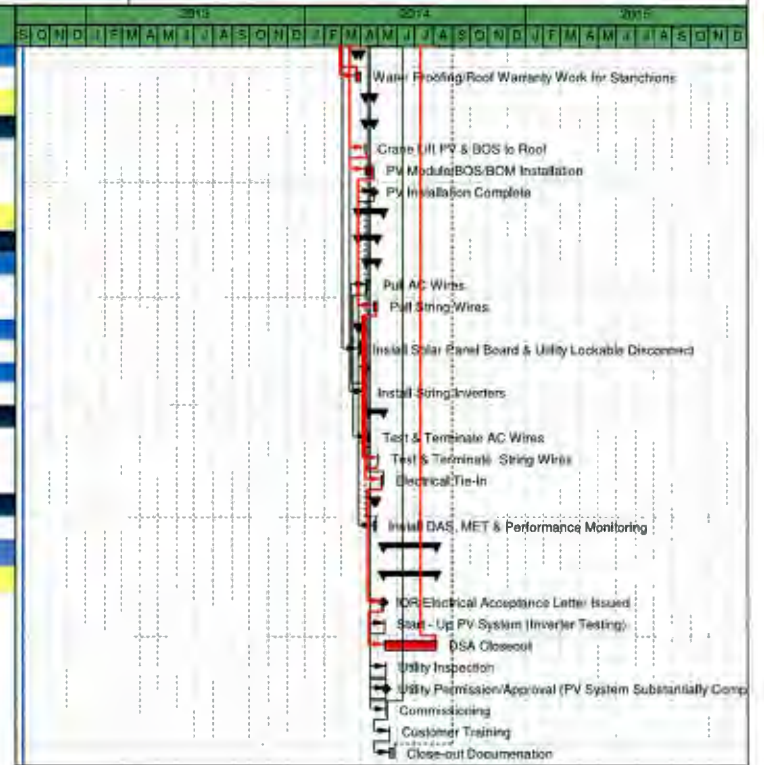 2013 2014 2015
S O N D J F M A M J J A S O N D J F M A M J J A S O N D J F M A M J J A S O N D
Water Proofing/Roof Warranty Work for Stanchions
Crane Lift PV & BOS to Roof
PV Module/BOS/BOM Installation
PV Installation Complete
Pull AC Wires
Pull String Wires
Install Solar Panel Board & Utility Lockable Disconnect
Install String Inverters
Test & Terminate AC Wires
Test & Terminate String Wires
Electrical Tie-In
Install DAS, MET & Performance Monitoring
IOR Electrical Acceptance Letter Issued
Start - Up PV System (Inverter Testing)
DSA Closeout
Utility Inspection
Utility Permission/Approval (PV System Substantially Comp
Commissioning
Customer Training
Close-out Documenation